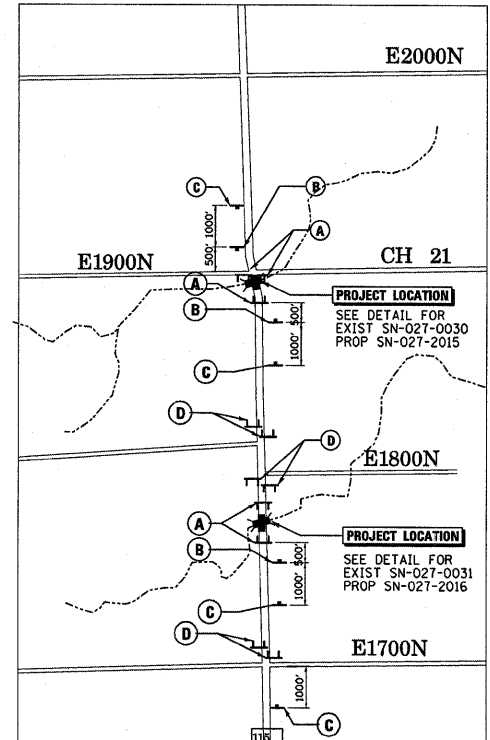 E2000N
C
B
1000'
A
500'
E1900N
CH 21
A
PROJECT LOCATION
B
500'
SEE DETAIL FOR
EXIST SN-027-0030
PROP SN-027-2015
1000'
C
D
D
E1800N
A
PROJECT LOCATION
B
500'
SEE DETAIL FOR
EXIST SN-027-0031
PROP SN-027-2016
1000'
C
D
E1700N
1000'
C
115